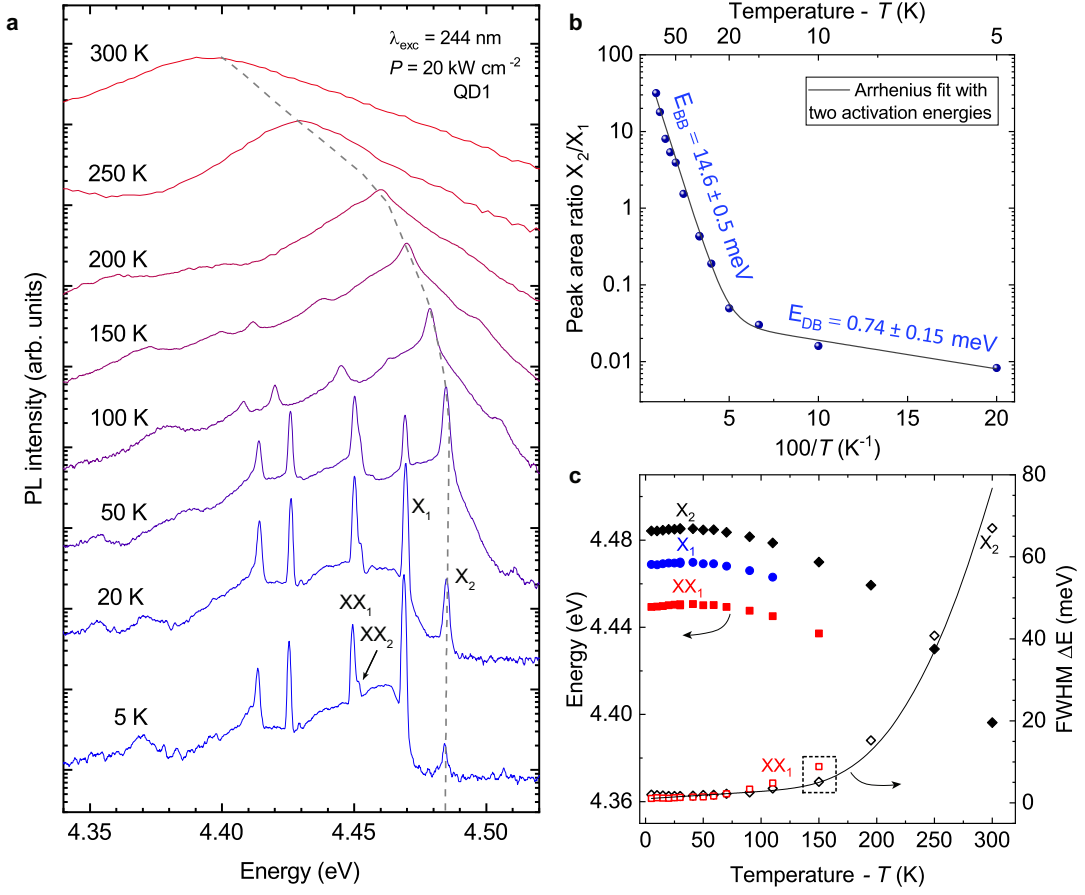 a
λexc = 244 nm
P = 20 kW cm-2
QD1
300 K
250 K
200 K
150 K
100 K
50 K
20 K
5 K
X1
X2
XX1
XX2
PL intensity (arb. units)
4.35
4.40
4.45
4.50
Energy (eV)
b
Temperature - T (K)
50
20
10
5
Arrhenius fit with
two activation energies
EBB = 14.6 ± 0.5 meV
EDB = 0.74 ± 0.15 meV
Peak area ratio X2/X1
100
10
1
0.1
0.01
5
10
15
20
100/T (K-1)
c
X2
X1
XX1
XX1
X2
Energy (eV)
4.48
4.44
4.40
4.36
FWHM ΔE (meV)
80
60
40
20
0
0
50
100
150
200
250
300
Temperature - T (K)